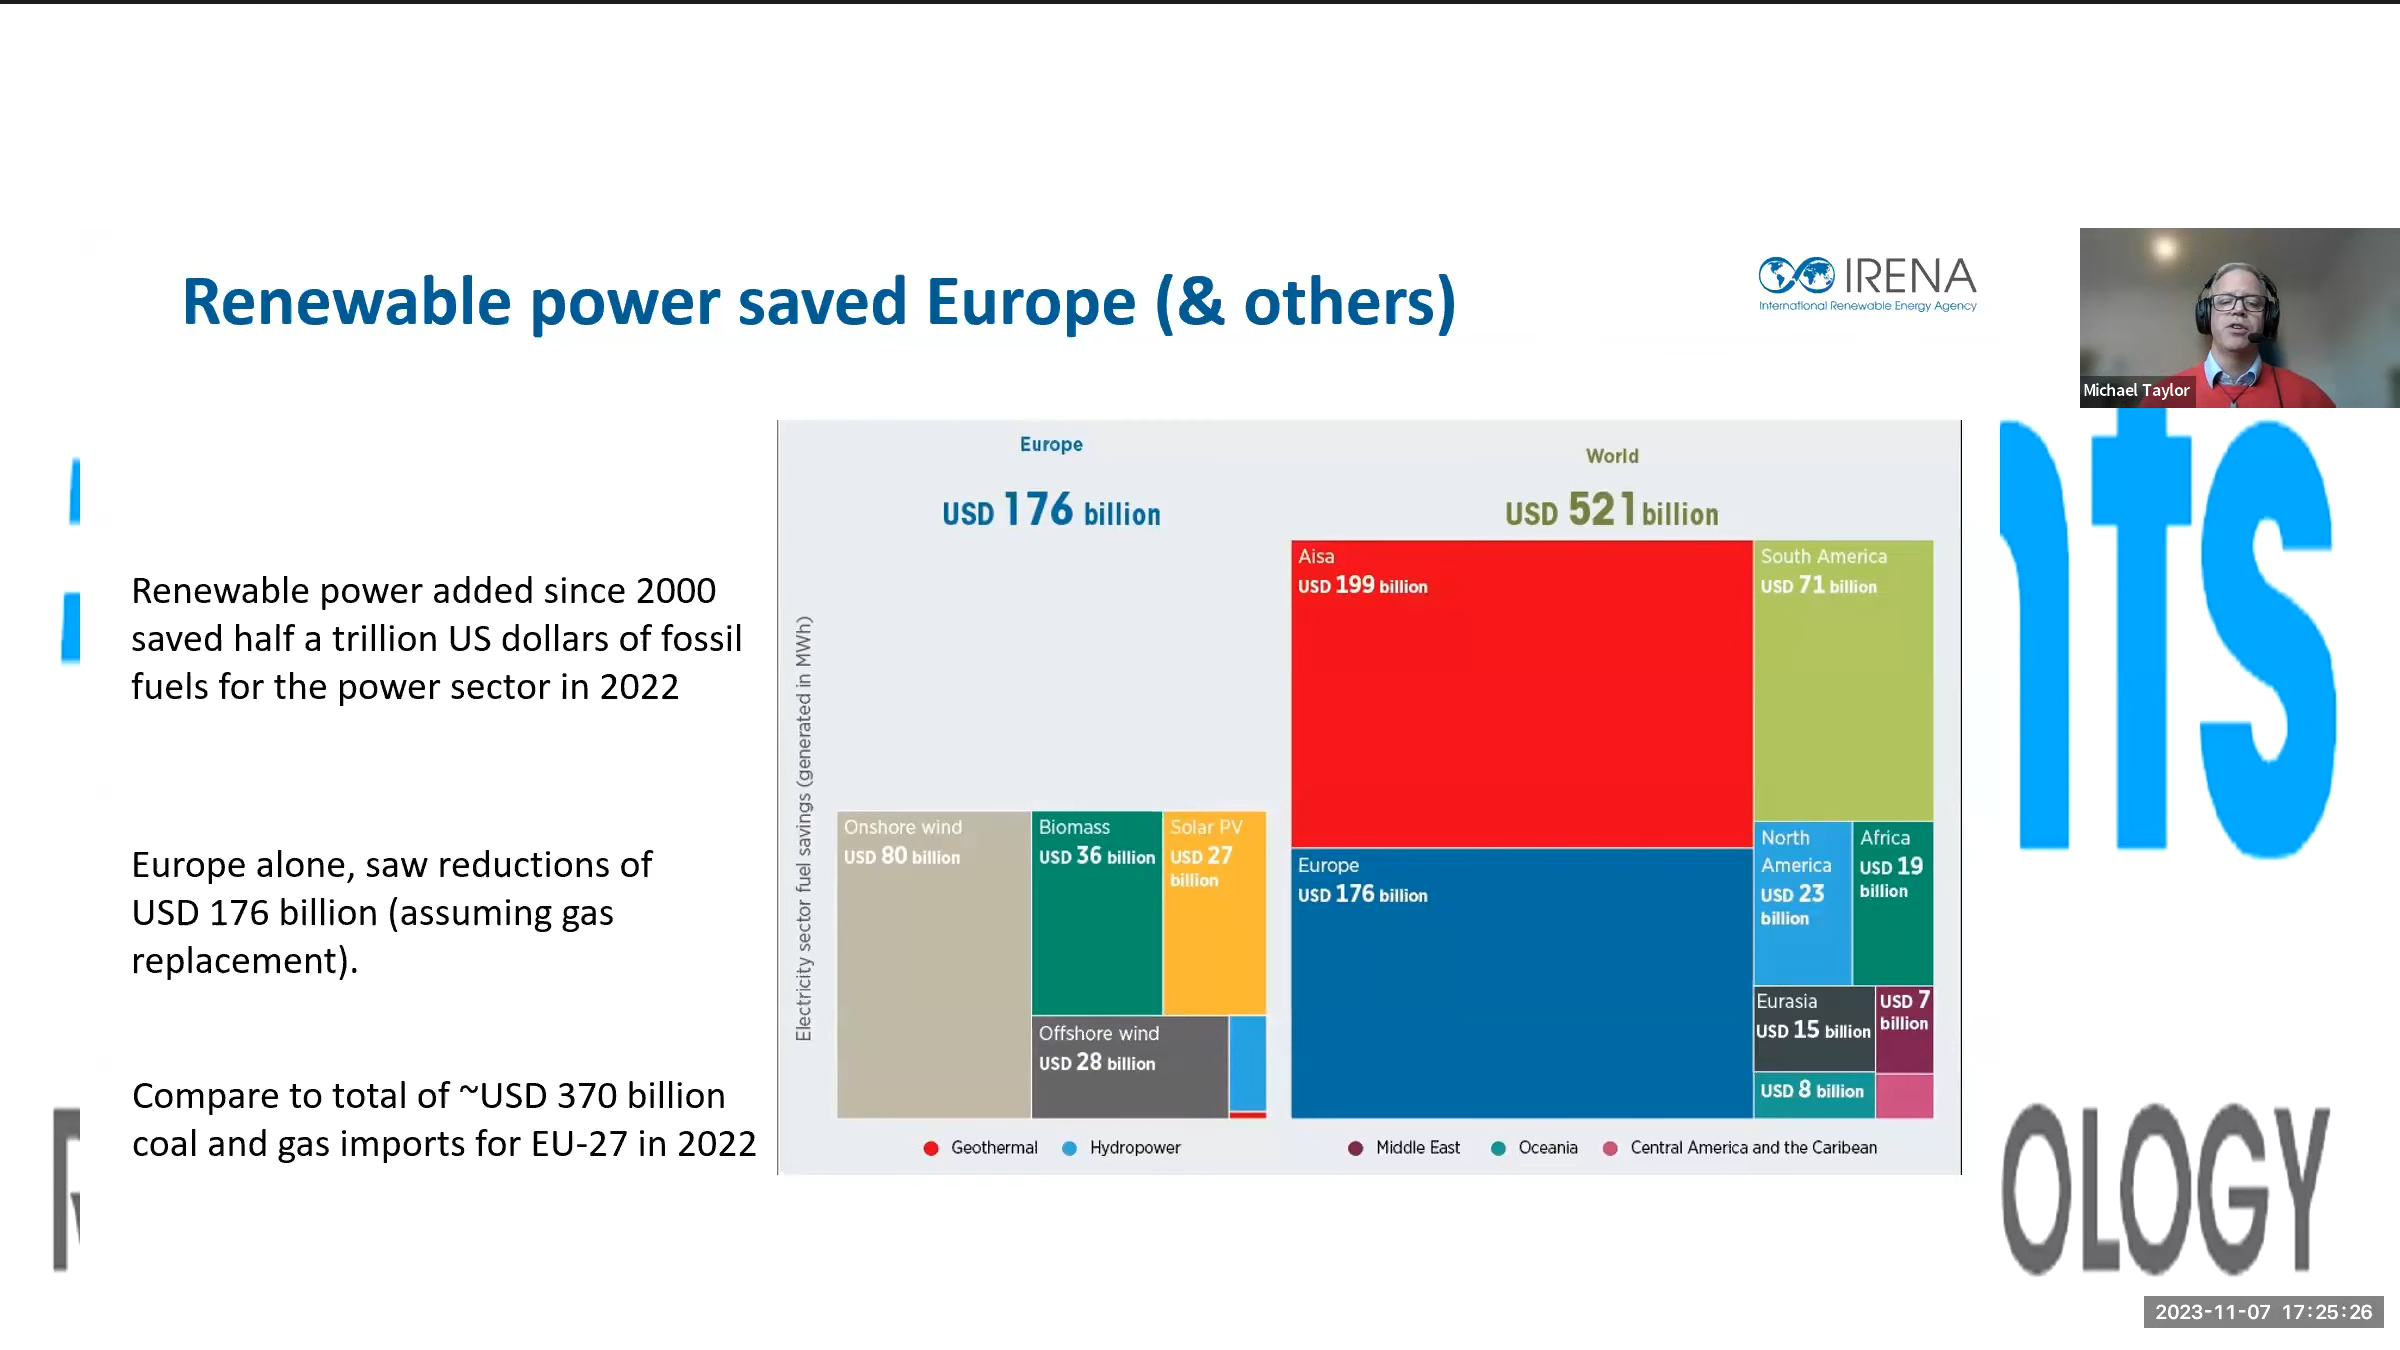 Renewable power saved Europe (& others)
IRENA
International Renewable Energy Agency
Michael Taylor
Renewable power added since 2000
saved half a trillion US dollars of fossil
fuels for the power sector in 2022
Europe alone, saw reductions of
USD 176 billion (assuming gas
replacement).
Compare to total of ~USD 370 billion
coal and gas imports for EU-27 in 2022
Europe
USD 176 billion
Electricity sector fuel savings (generated in MWh)
Onshore wind
USD 80 billion
Biomass
USD 36 billion
Solar PV
USD 27
billion
Offshore wind
USD 28 billion
Geothermal
Hydropower
World
USD 521 billion
Aisa
USD 199 billion
South America
USD 71 billion
Europe
USD 176 billion
North
America
USD 23
billion
Africa
USD 19
billion
Eurasia
USD 15 billion
USD 7
billion
USD 8 billion
Middle East
Oceania
Central America and the Caribbean
nts
OLOGY
2023-11-07 17:25:26